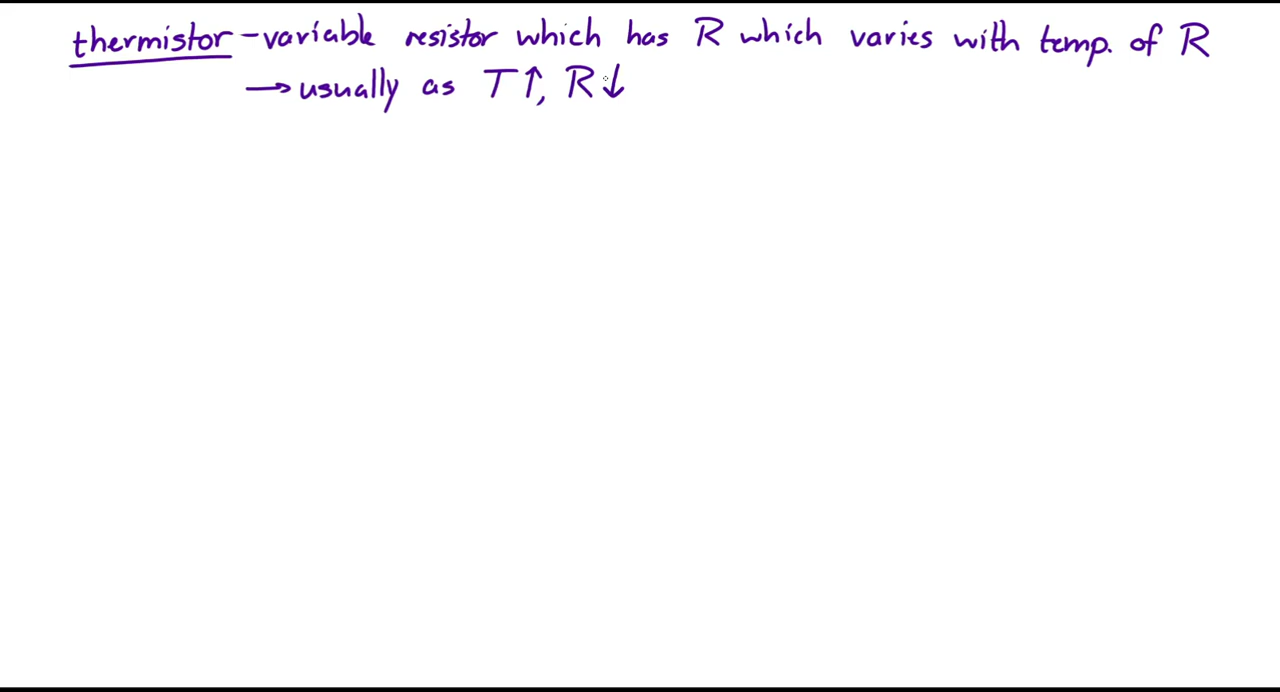 thermistor - variable resistor which has R which varies with temp. of R
→ usually as T↑, R↓